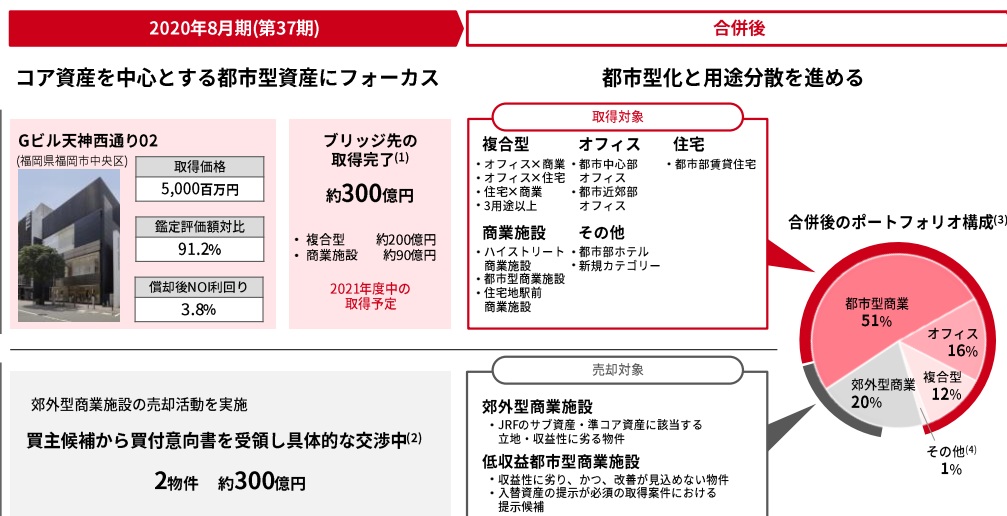 2020年8月期(第37期)
合併後
コア資産を中心とする都市型資産にフォーカス
都市型化と用途分散を進める
Gビル天神西通り02
(福岡県福岡市中央区)
取得価格
5,000百万円
鑑定評価額対比
91.2%
償却後NOI利回り
3.8%
ブリッジ先の
取得完了(1)
約300億円
・複合型 約200億円
・商業施設 約90億円
2021年度中の
取得予定
取得対象
複合型
・オフィス×商業
・オフィス×住宅
・住宅×商業
・3用途以上
オフィス
・都市中心部
オフィス
・都市近郊部
オフィス
住宅
・都市部賃貸住宅
商業施設
・ハイストリート
商業施設
・都市型商業施設
・住宅地駅前
商業施設
その他
・都市部ホテル
・新規カテゴリー
合併後のポートフォリオ構成(3)
都市型商業
51%
オフィス
16%
複合型
12%
郊外型商業
20%
その他(4)
1%
郊外型商業施設の売却活動を実施
買主候補から買付意向書を受領し具体的な交渉中(2)
2物件 約300億円
売却対象
郊外型商業施設
・JRFのサブ資産・準コア資産に該当する
立地・収益性に劣る物件
低収益都市型商業施設
・収益性に劣り、かつ、改善が見込めない物件
・入替資産の提示が必須の取得案件における
提示候補